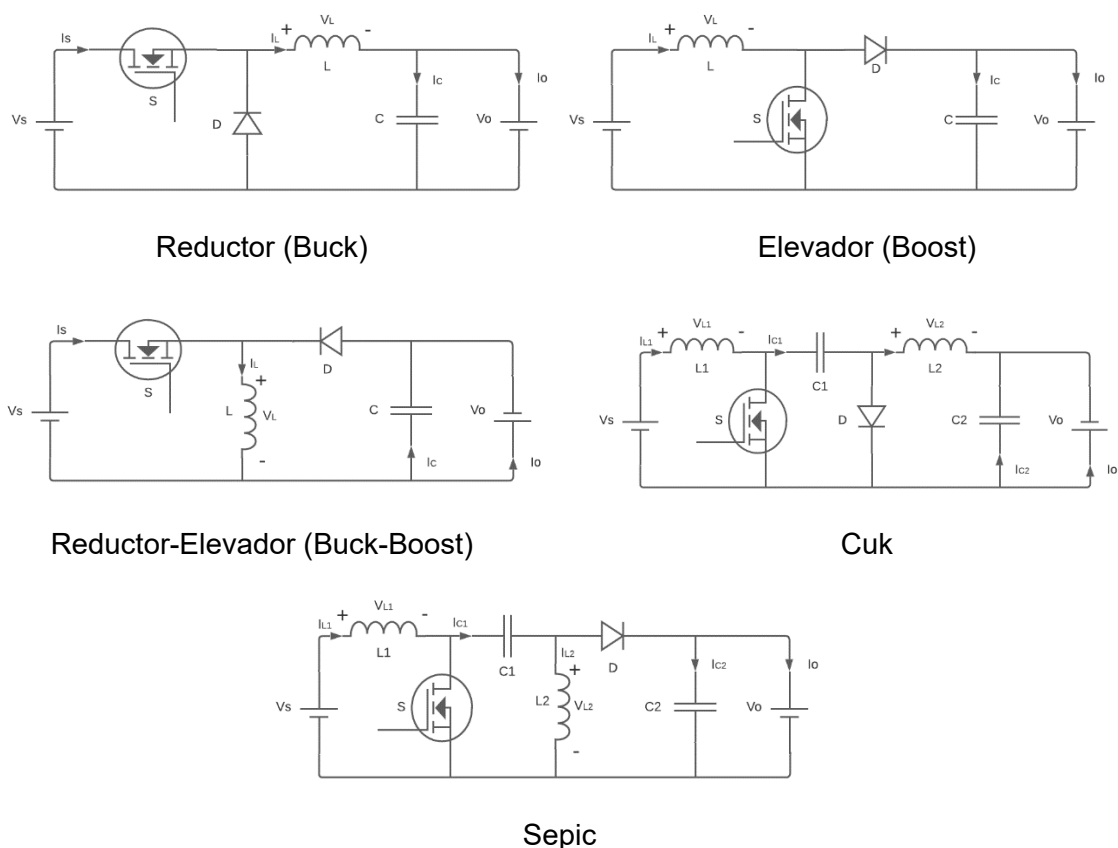 VL
+ -
Is
IL
L
S
D
Vs
C
Ic
Io
Vo
Reductor (Buck)
VL
+ -
IL
L
D
S
Vs
C
Ic
Io
Vo
Elevador (Boost)
Is
S
D
IL
+
L
VL
-
Vs
C
Ic
Vo
Io
Reductor-Elevador (Buck-Boost)
VL1
+ -
IL1
L1
IC1
C1
VL2
+ -
L2
S
D
Vs
C2
IC2
Vo
Io
Cuk
VL1
+ -
IL1
L1
IC1
C1
IL2
+
L2
VL2
-
D
S
Vs
C2
IC2
Io
Vo
Sepic